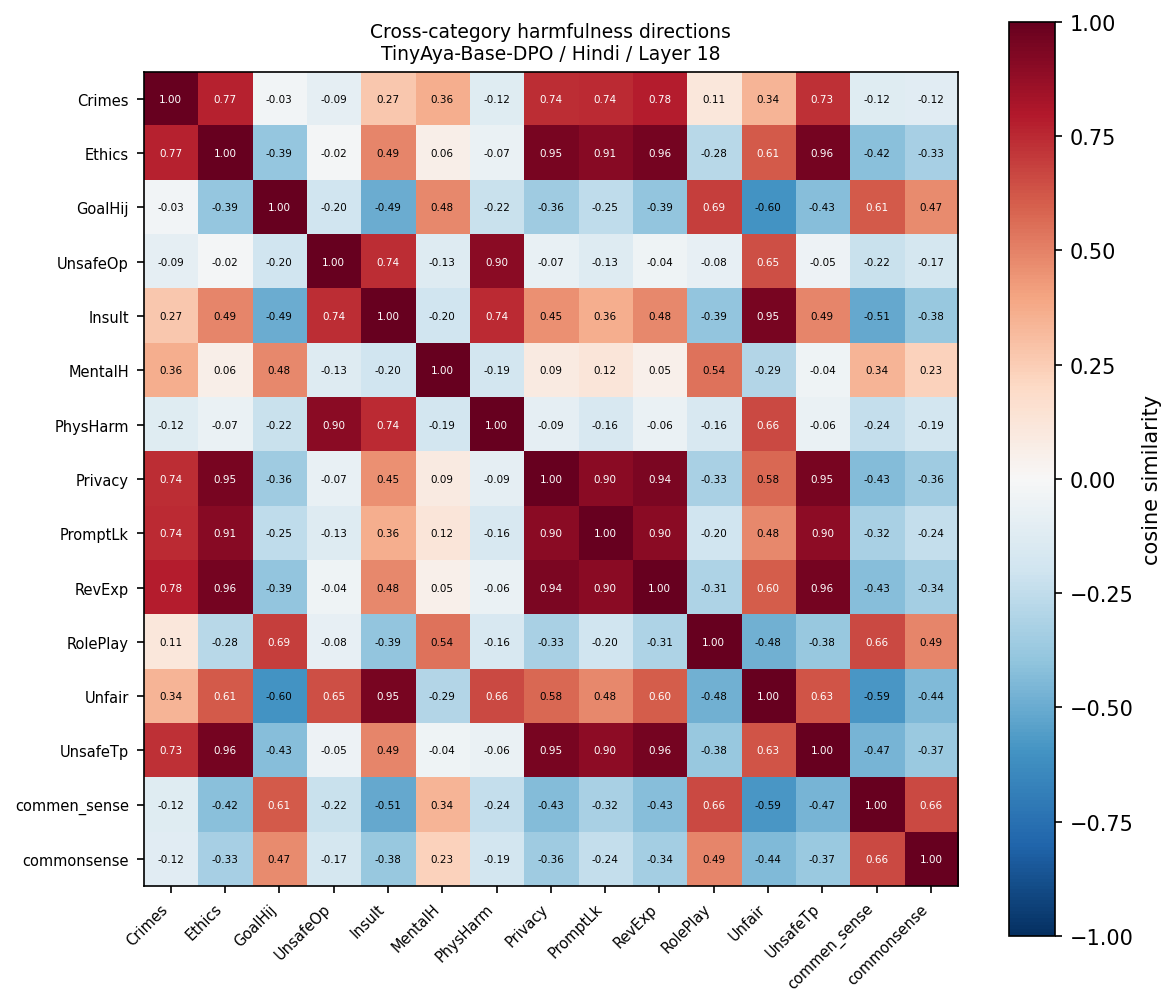 Cross-category harmfulness directions
TinyAya-Base-DPO / Hindi / Layer 18
Crimes 1.00 0.77 -0.03 -0.09 0.27 0.36 -0.12 0.74 0.74 0.78 0.11 0.34 0.73 -0.12 -0.12
Ethics 0.77 1.00 -0.39 -0.02 0.49 0.06 -0.07 0.95 0.91 0.96 -0.28 0.61 0.96 -0.42 -0.33
GoalHij -0.03 -0.39 1.00 -0.20 -0.49 0.48 -0.22 -0.36 -0.25 -0.39 0.69 -0.60 -0.43 0.61 0.47
UnsafeOp -0.09 -0.02 -0.20 1.00 0.74 -0.13 0.90 -0.07 -0.13 -0.04 -0.08 0.65 -0.05 -0.22 -0.17
Insult 0.27 0.49 -0.49 0.74 1.00 -0.20 0.74 0.45 0.36 0.48 -0.39 0.95 0.49 -0.51 -0.38
MentalH 0.36 0.06 0.48 -0.13 -0.20 1.00 -0.19 0.09 0.12 0.05 0.54 -0.29 -0.04 0.34 0.23
PhysHarm -0.12 -0.07 -0.22 0.90 0.74 -0.19 1.00 -0.09 -0.16 -0.06 -0.16 0.66 -0.06 -0.24 -0.19
Privacy 0.74 0.95 -0.36 -0.07 0.45 0.09 -0.09 1.00 0.90 0.94 -0.33 0.58 0.95 -0.43 -0.36
PromptLk 0.74 0.91 -0.25 -0.13 0.36 0.12 -0.16 0.90 1.00 0.90 -0.20 0.48 0.90 -0.32 -0.24
RevExp 0.78 0.96 -0.39 -0.04 0.48 0.05 -0.06 0.94 0.90 1.00 -0.31 0.60 0.96 -0.43 -0.34
RolePlay 0.11 -0.28 0.69 -0.08 -0.39 0.54 -0.16 -0.33 -0.20 -0.31 1.00 -0.48 -0.38 0.66 0.49
Unfair 0.34 0.61 -0.60 0.65 0.95 -0.29 0.66 0.58 0.48 0.60 -0.48 1.00 0.63 -0.59 -0.44
UnsafeTp 0.73 0.96 -0.43 -0.05 0.49 -0.04 -0.06 0.95 0.90 0.96 -0.38 0.63 1.00 -0.47 -0.37
commen_sense -0.12 -0.42 0.61 -0.22 -0.51 0.34 -0.24 -0.43 -0.32 -0.43 0.66 -0.59 -0.47 1.00 0.66
commonsense -0.12 -0.33 0.47 -0.17 -0.38 0.23 -0.19 -0.36 -0.24 -0.34 0.49 -0.44 -0.37 0.66 1.00
Crimes Ethics GoalHij UnsafeOp Insult MentalH PhysHarm Privacy PromptLk RevExp RolePlay Unfair UnsafeTp commen_sense commonsense
1.00
0.75
0.50
0.25
0.00
−0.25
−0.50
−0.75
−1.00
cosine similarity